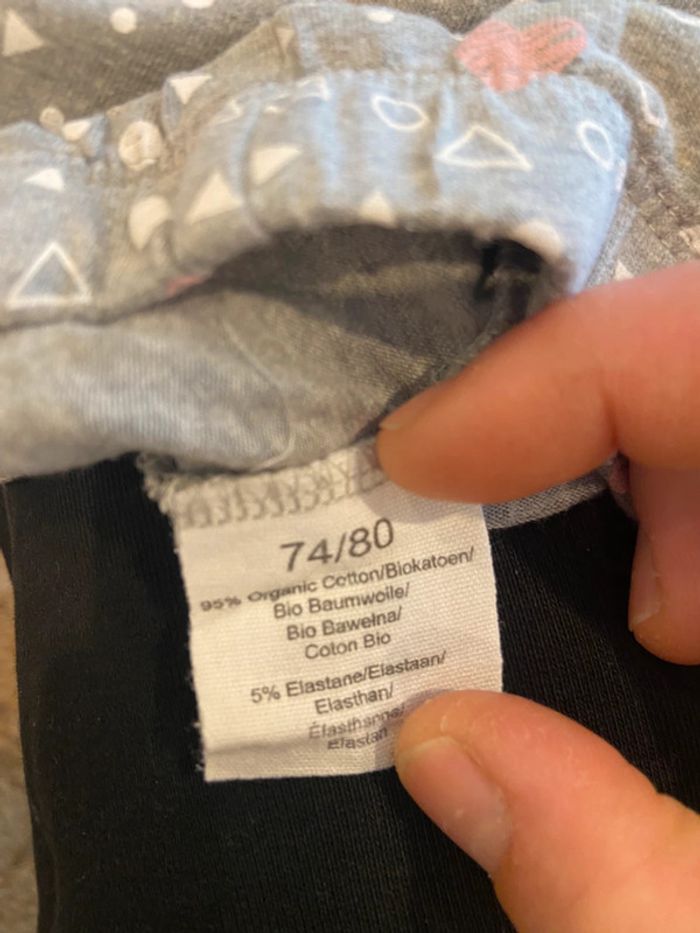 74/80
95% Organic Cotton/Biokatoen/
Bio Baumwolle/
Bio Bawełna/
Coton Bio
5% Elastane/Elastaan/
Elasthan/
Élasthanne/
Elastan